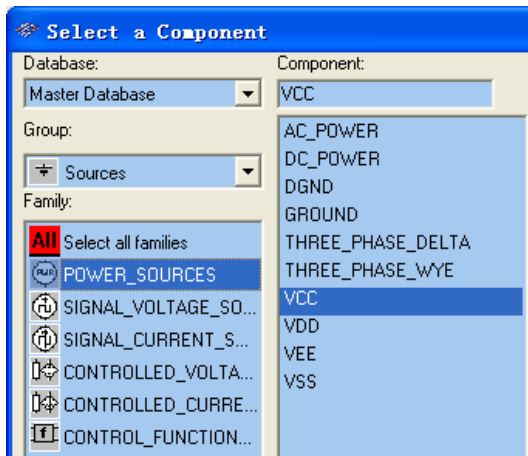 Select a Component
Database:
Master Database
Group:
Sources
Family:
All Select all families
PWR POWER_SOURCES
SIGNAL_VOLTAGE_SO...
SIGNAL_CURRENT_S...
CONTROLLED_VOLTA...
CONTROLLED_CURRE...
f CONTROL_FUNCTION...
Component:
VCC
AC_POWER
DC_POWER
DGND
GROUND
THREE_PHASE_DELTA
THREE_PHASE_WYE
VCC
VDD
VEE
VSS